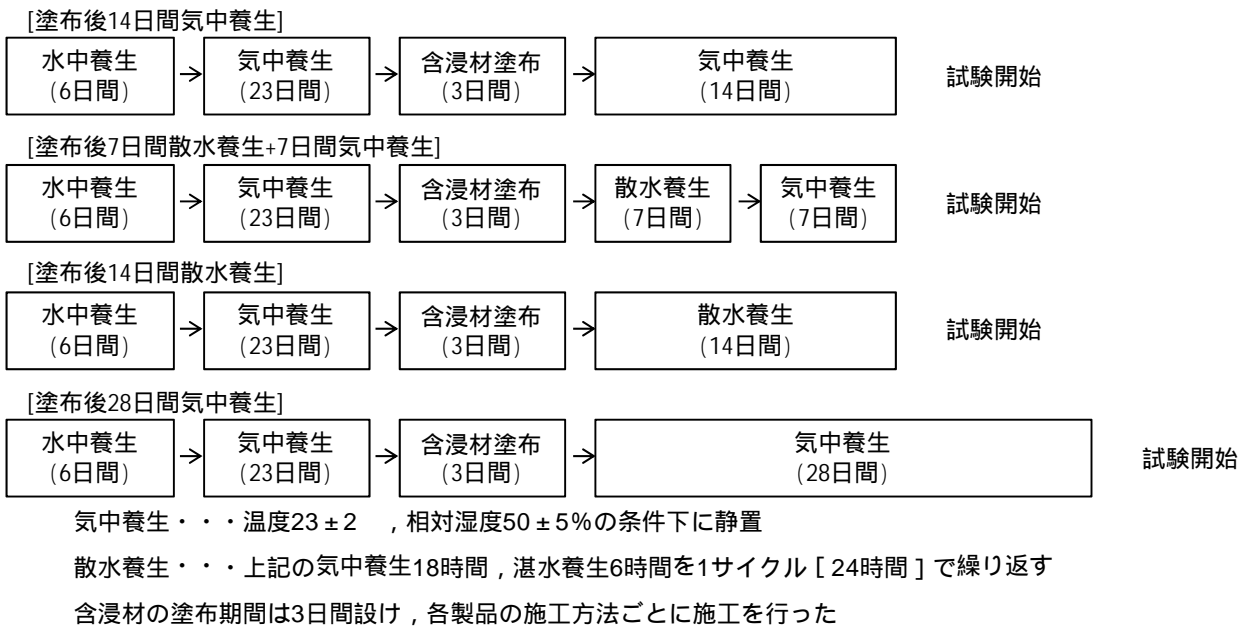 [塗布後14日間気中養生]
水中養生 → 気中養生 → 含浸材塗布 → 気中養生 試験開始
(6日間) (23日間) (3日間) (14日間)
[塗布後7日間散水養生+7日間気中養生]
水中養生 → 気中養生 → 含浸材塗布 → 散水養生 → 気中養生 試験開始
(6日間) (23日間) (3日間) (7日間) (7日間)
[塗布後14日間散水養生]
水中養生 → 気中養生 → 含浸材塗布 → 散水養生 試験開始
(6日間) (23日間) (3日間) (14日間)
[塗布後28日間気中養生]
水中養生 → 気中養生 → 含浸材塗布 → 気中養生 試験開始
(6日間) (23日間) (3日間) (28日間)
気中養生・・・温度23±2 ,相対湿度50±5%の条件下に静置
散水養生・・・上記の気中養生18時間,湛水養生6時間を1サイクル[24時間]で繰り返す
含浸材の塗布期間は3日間設け,各製品の施工方法ごとに施工を行った